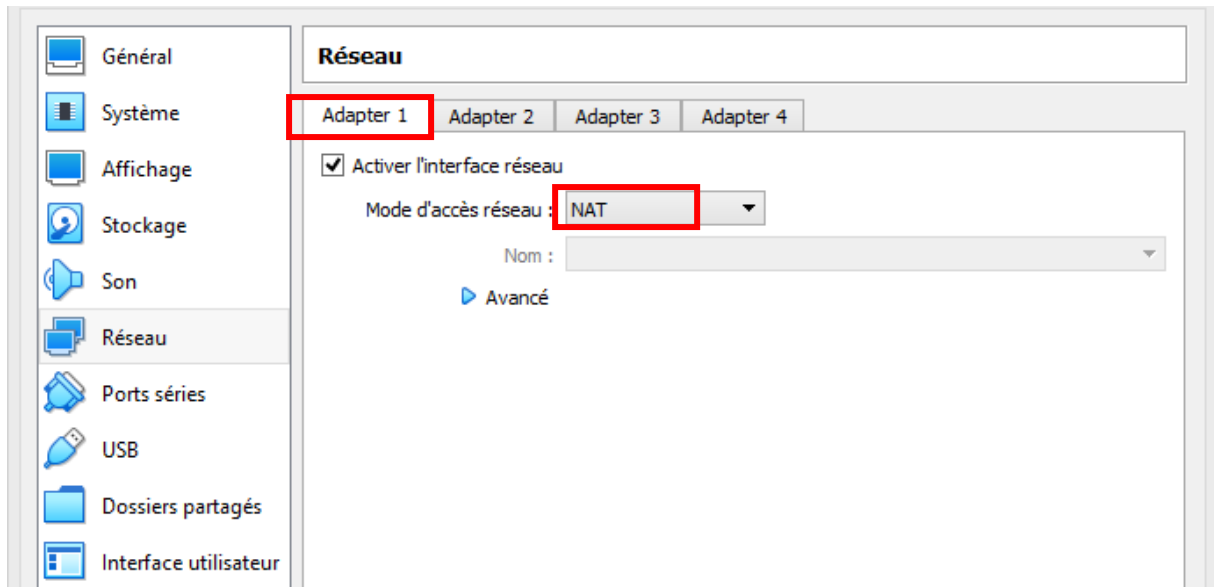 Général
Système
Affichage
Stockage
Son
Réseau
Ports séries
USB
Dossiers partagés
Interface utilisateur
Réseau
Adapter 1 Adapter 2 Adapter 3 Adapter 4
Activer l'interface réseau
Mode d'accès réseau : NAT
Nom :
Avancé